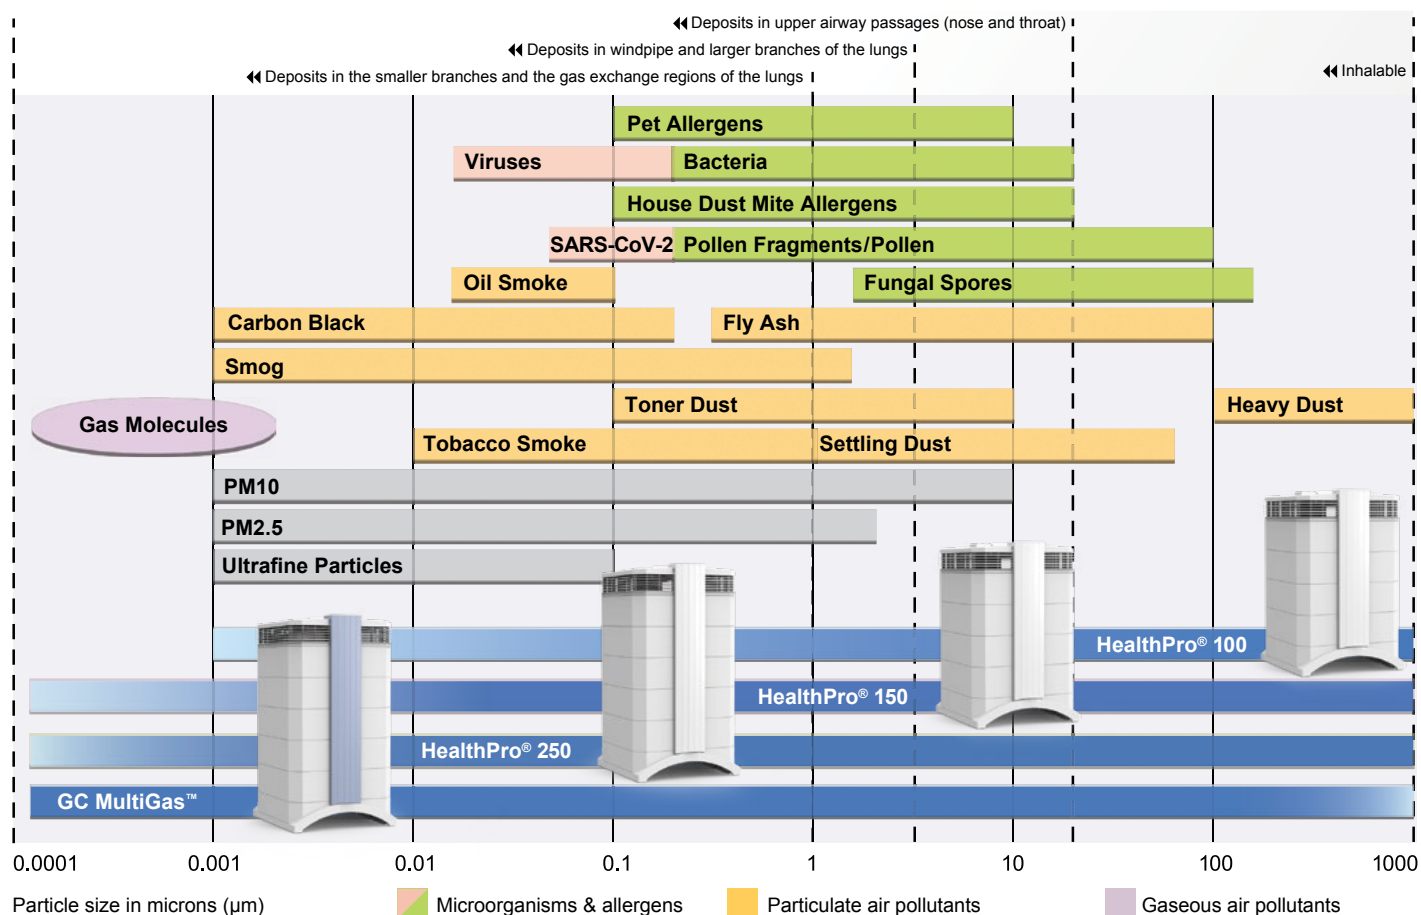 Deposits in upper airway passages (nose and throat)
Deposits in windpipe and larger branches of the lungs
Deposits in the smaller branches and the gas exchange regions of the lungs
Inhalable
Pet Allergens
Viruses
Bacteria
House Dust Mite Allergens
SARS-CoV-2
Pollen Fragments/Pollen
Oil Smoke
Fungal Spores
Carbon Black
Fly Ash
Smog
Gas Molecules
Toner Dust
Heavy Dust
Tobacco Smoke
Settling Dust
PM10
PM2.5
Ultrafine Particles
HealthPro® 100
HealthPro® 150
HealthPro® 250
GC MultiGas™
0.0001
0.001
0.01
0.1
1
10
100
1000
Particle size in microns (µm)
Microorganisms & allergens
Particulate air pollutants
Gaseous air pollutants